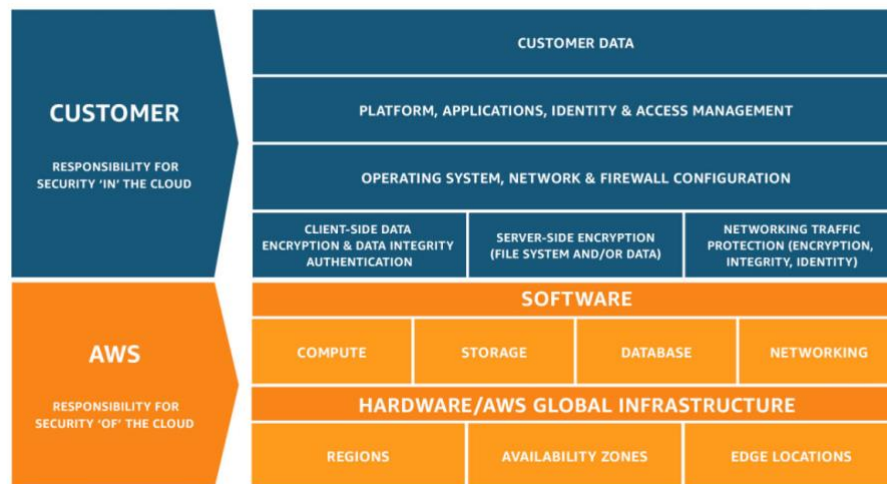 CUSTOMER
RESPONSIBILITY FOR
SECURITY ‘IN’ THE CLOUD
CUSTOMER DATA
PLATFORM, APPLICATIONS, IDENTITY & ACCESS MANAGEMENT
OPERATING SYSTEM, NETWORK & FIREWALL CONFIGURATION
CLIENT-SIDE DATA
ENCRYPTION & DATA INTEGRITY
AUTHENTICATION
SERVER-SIDE ENCRYPTION
(FILE SYSTEM AND/OR DATA)
NETWORKING TRAFFIC
PROTECTION (ENCRYPTION,
INTEGRITY, IDENTITY)
AWS
RESPONSIBILITY FOR
SECURITY ‘OF’ THE CLOUD
SOFTWARE
COMPUTE
STORAGE
DATABASE
NETWORKING
HARDWARE/AWS GLOBAL INFRASTRUCTURE
REGIONS
AVAILABILITY ZONES
EDGE LOCATIONS